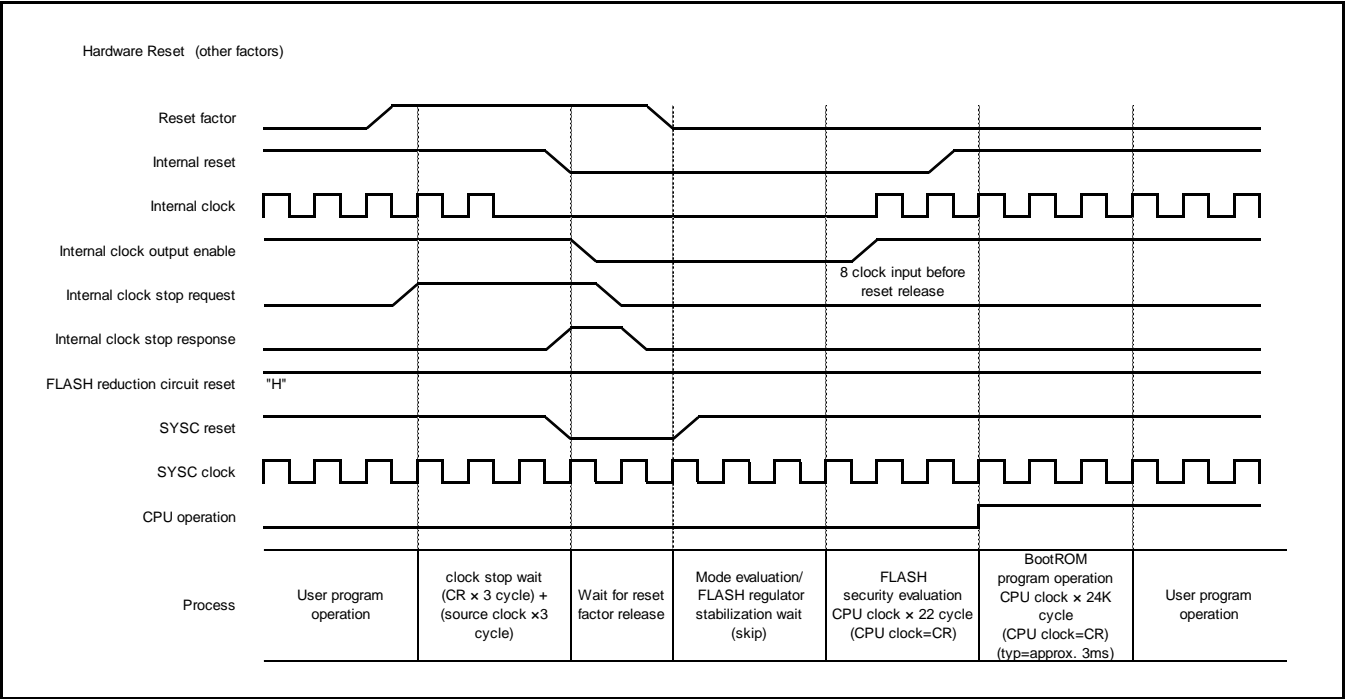 Hardware Reset (other factors)
Reset factor
Internal reset
Internal clock
Internal clock output enable
8 clock input before
reset release
Internal clock stop request
Internal clock stop response
FLASH reduction circuit reset
"H"
SYSC reset
SYSC clock
CPU operation
Process
User program
operation
clock stop wait
(CR × 3 cycle) +
(source clock ×3
cycle)
Wait for reset
factor release
Mode evaluation/
FLASH regulator
stabilization wait
(skip)
FLASH
security evaluation
CPU clock × 22 cycle
(CPU clock=CR)
BootROM
program operation
CPU clock × 24K
cycle
(CPU clock=CR)
(typ=approx. 3ms)
User program
operation